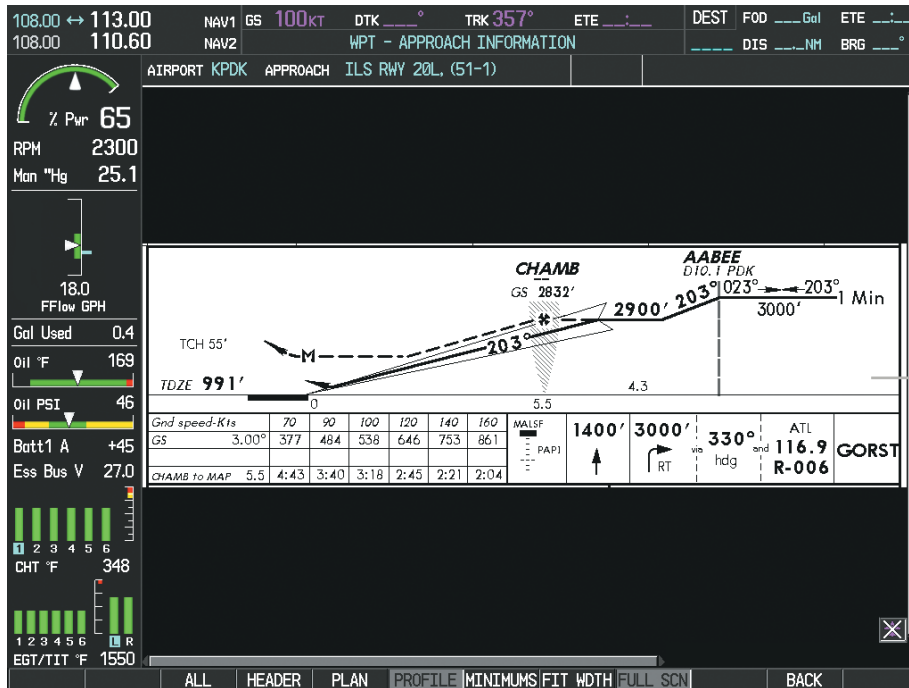 108.00 ↔ 113.00 NAV1 GS 100KT DTK ___° TRK 357° ETE __:__ DEST FOD ___Gal ETE __:__
108.00 110.60 NAV2 WPT - APPROACH INFORMATION ____ DIS __._NM BRG ___°
AIRPORT KPDK APPROACH ILS RWY 20L, (51-1)
% Pwr 65
RPM 2300
Man "Hg 25.1
18.0
FFlow GPH
Gal Used 0.4
Oil °F 169
Oil PSI 46
Batt1 A +45
Ess Bus V 27.0
1 2 3 4 5 6
CHT °F 348
1 2 3 4 5 6 L R
EGT/TIT °F 1550
CHAMB
GS 2832'
AABEE
D10.1 PDK
023° 203°
3000'
1 Min
203°
2900'
203°
TCH 55'
M
TDZE 991'
0 5.5 4.3
Gnd speed-Kts 70 90 100 120 140 160
GS 3.00° 377 484 538 646 753 861
CHAMB to MAP 5.5 4:43 3:40 3:18 2:45 2:21 2:04
MALSF
PAPI
1400'
3000'
RT
via
330°
hdg
and
ATL
116.9
R-006
GORST
ALL HEADER PLAN PROFILE MINIMUMS FIT WDTH FULL SCN BACK